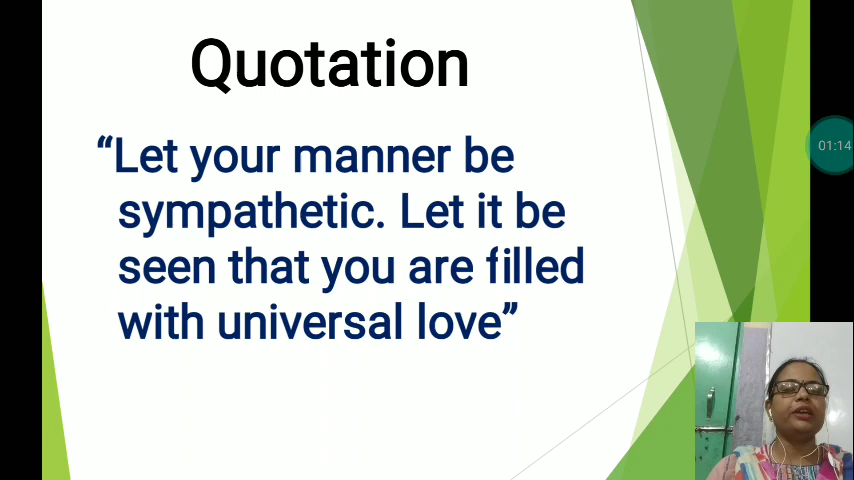 Quotation
“Let your manner be
sympathetic. Let it be
seen that you are filled
with universal love”
01:14